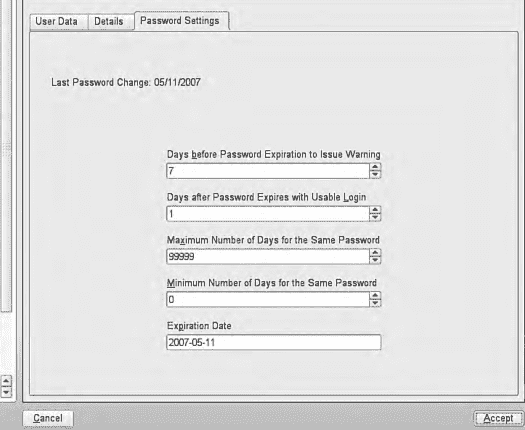 User Data Details Password Settings
Last Password Change: 05/11/2007
Days before Password Expiration to Issue Warning
7
Days after Password Expires with Usable Login
1
Maximum Number of Days for the Same Password
99999
Minimum Number of Days for the Same Password
0
Expiration Date
2007-05-11
Cancel Accept